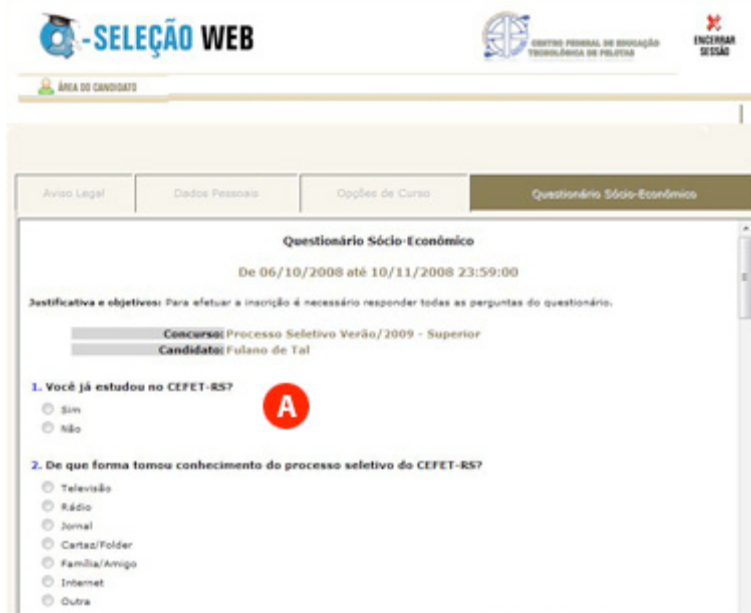 -SELEÇÃO WEB
CENTRO FEDERAL DE EDUCAÇÃO
TECNOLÓGICA DE PELOTAS
ENCERRAR
SESSÃO
ÁREA DO CANDIDATO
Aviso Legal
Dados Pessoais
Opções de Curso
Questionário Sócio-Econômico
Questionário Sócio-Econômico
De 06/10/2008 até 10/11/2008 23:59:00
Justificativa e objetivos: Para efetuar a inscrição é necessário responder todas as perguntas do questionário.
Concurso: Processo Seletivo Verão/2009 - Superior
Candidato: Fulano de Tal
1. Você já estudou no CEFET-RS?
A
Sim
Não
2. De que forma tomou conhecimento do processo seletivo do CEFET-RS?
Televisão
Rádio
Jornal
Cartaz/Folder
Família/Amigo
Internet
Outra